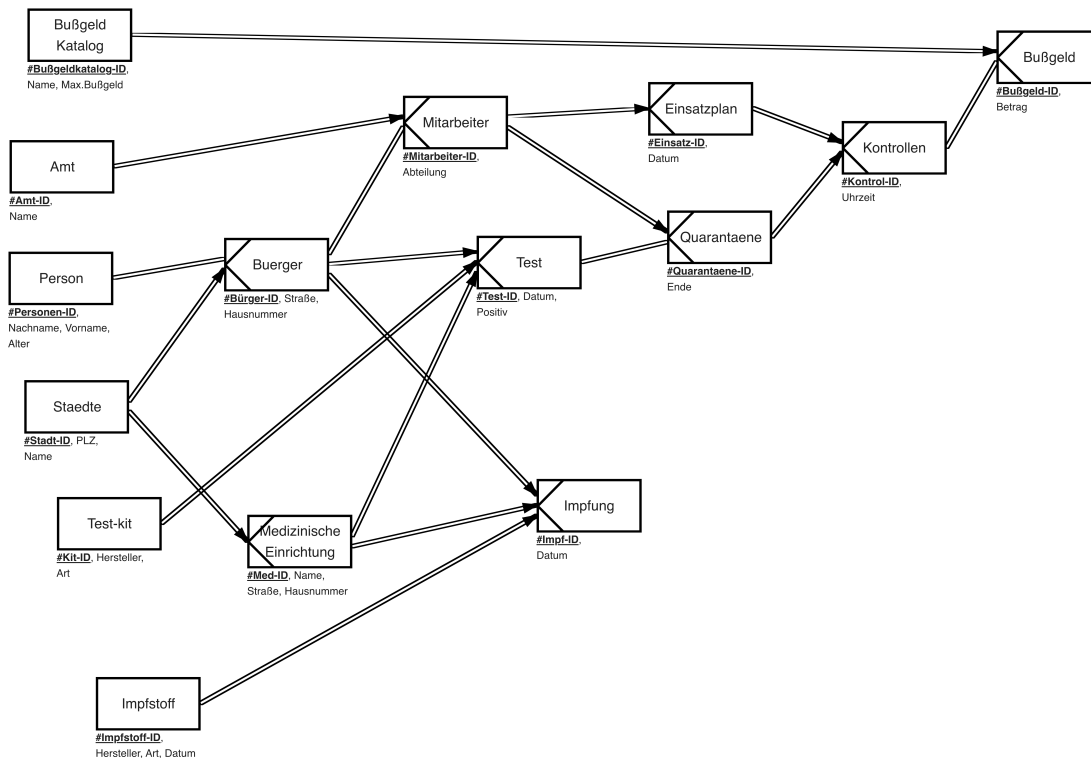 Bußgeld
Katalog
#Bußgeldkatalog-ID,
Name, Max.Bußgeld
Bußgeld
#Bußgeld-ID,
Betrag
Mitarbeiter
#Mitarbeiter-ID,
Abteilung
Einsatzplan
#Einsatz-ID,
Datum
Kontrollen
#Kontrol-ID,
Uhrzeit
Amt
#Amt-ID,
Name
Person
#Personen-ID,
Nachname, Vorname,
Alter
Buerger
#Bürger-ID, Straße,
Hausnummer
Test
#Test-ID, Datum,
Positiv
Quarantaene
#Quarantaene-ID,
Ende
Staedte
#Stadt-ID, PLZ,
Name
Test-kit
#Kit-ID, Hersteller,
Art
Medizinische
Einrichtung
#Med-ID, Name,
Straße, Hausnummer
Impfung
#Impf-ID,
Datum
Impfstoff
#Impfstoff-ID,
Hersteller, Art, Datum